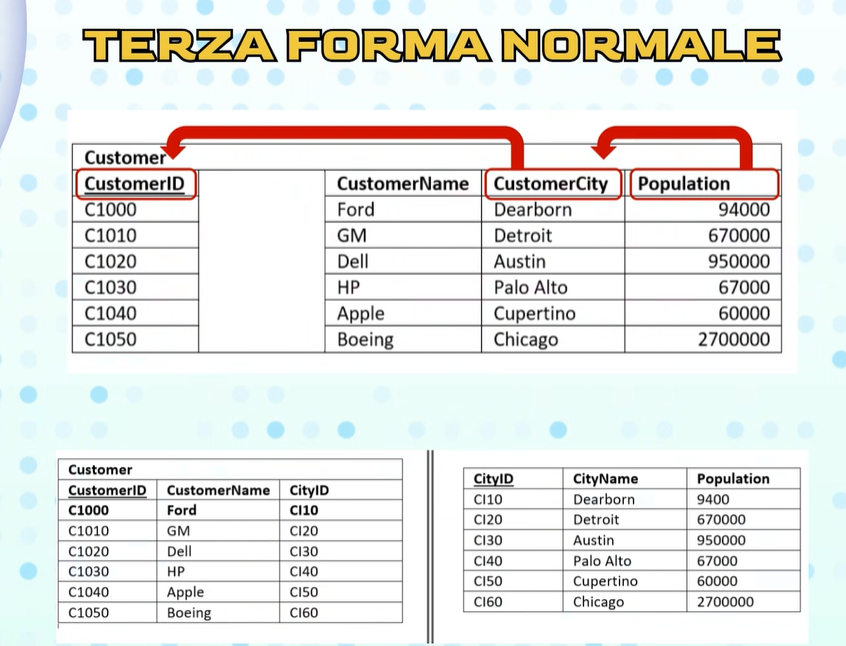 TERZA FORMA NORMALE
Customer
CustomerID CustomerName CustomerCity Population
C1000 Ford Dearborn 94000
C1010 GM Detroit 670000
C1020 Dell Austin 950000
C1030 HP Palo Alto 67000
C1040 Apple Cupertino 60000
C1050 Boeing Chicago 2700000
Customer
CustomerID CustomerName CityID
C1000 Ford CI10
C1010 GM CI20
C1020 Dell CI30
C1030 HP CI40
C1040 Apple CI50
C1050 Boeing CI60
CityID CityName Population
CI10 Dearborn 9400
CI20 Detroit 670000
CI30 Austin 950000
CI40 Palo Alto 67000
CI50 Cupertino 60000
CI60 Chicago 2700000